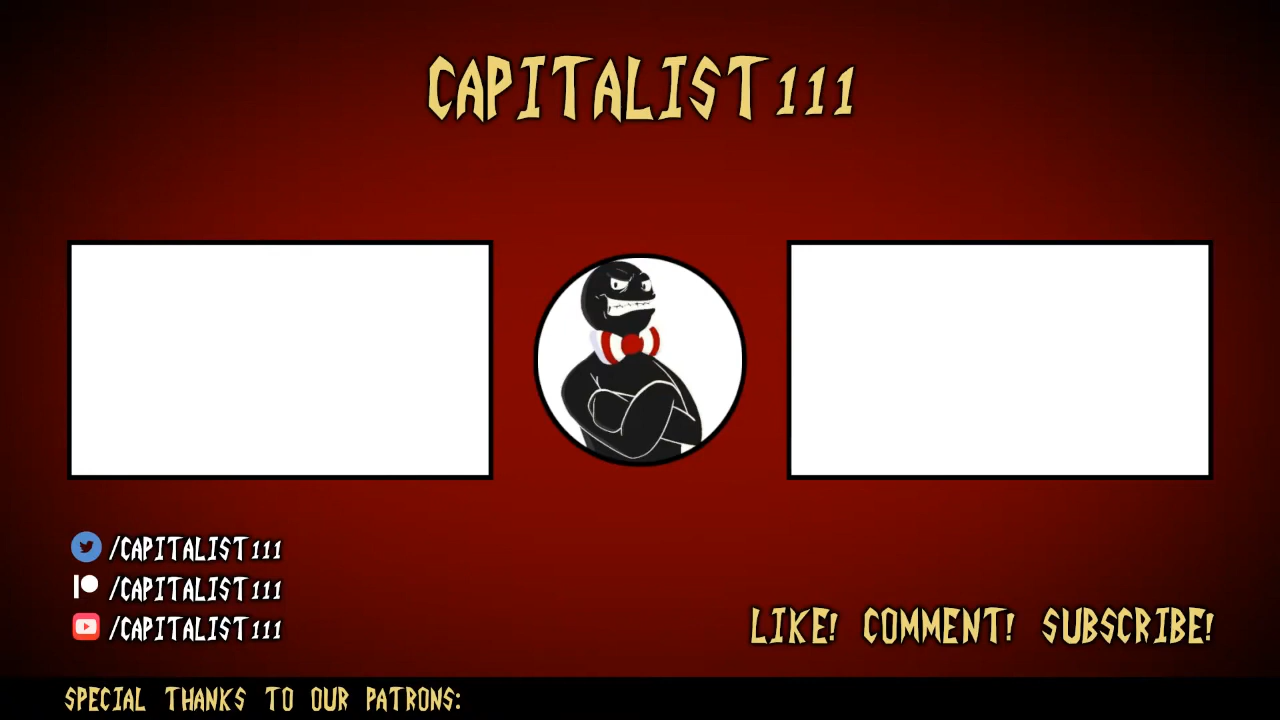 CAPITALIST111
/CAPITALIST111
/CAPITALIST111
/CAPITALIST111
LIKE! COMMENT! SUBSCRIBE!
SPECIAL THANKS TO OUR PATRONS: